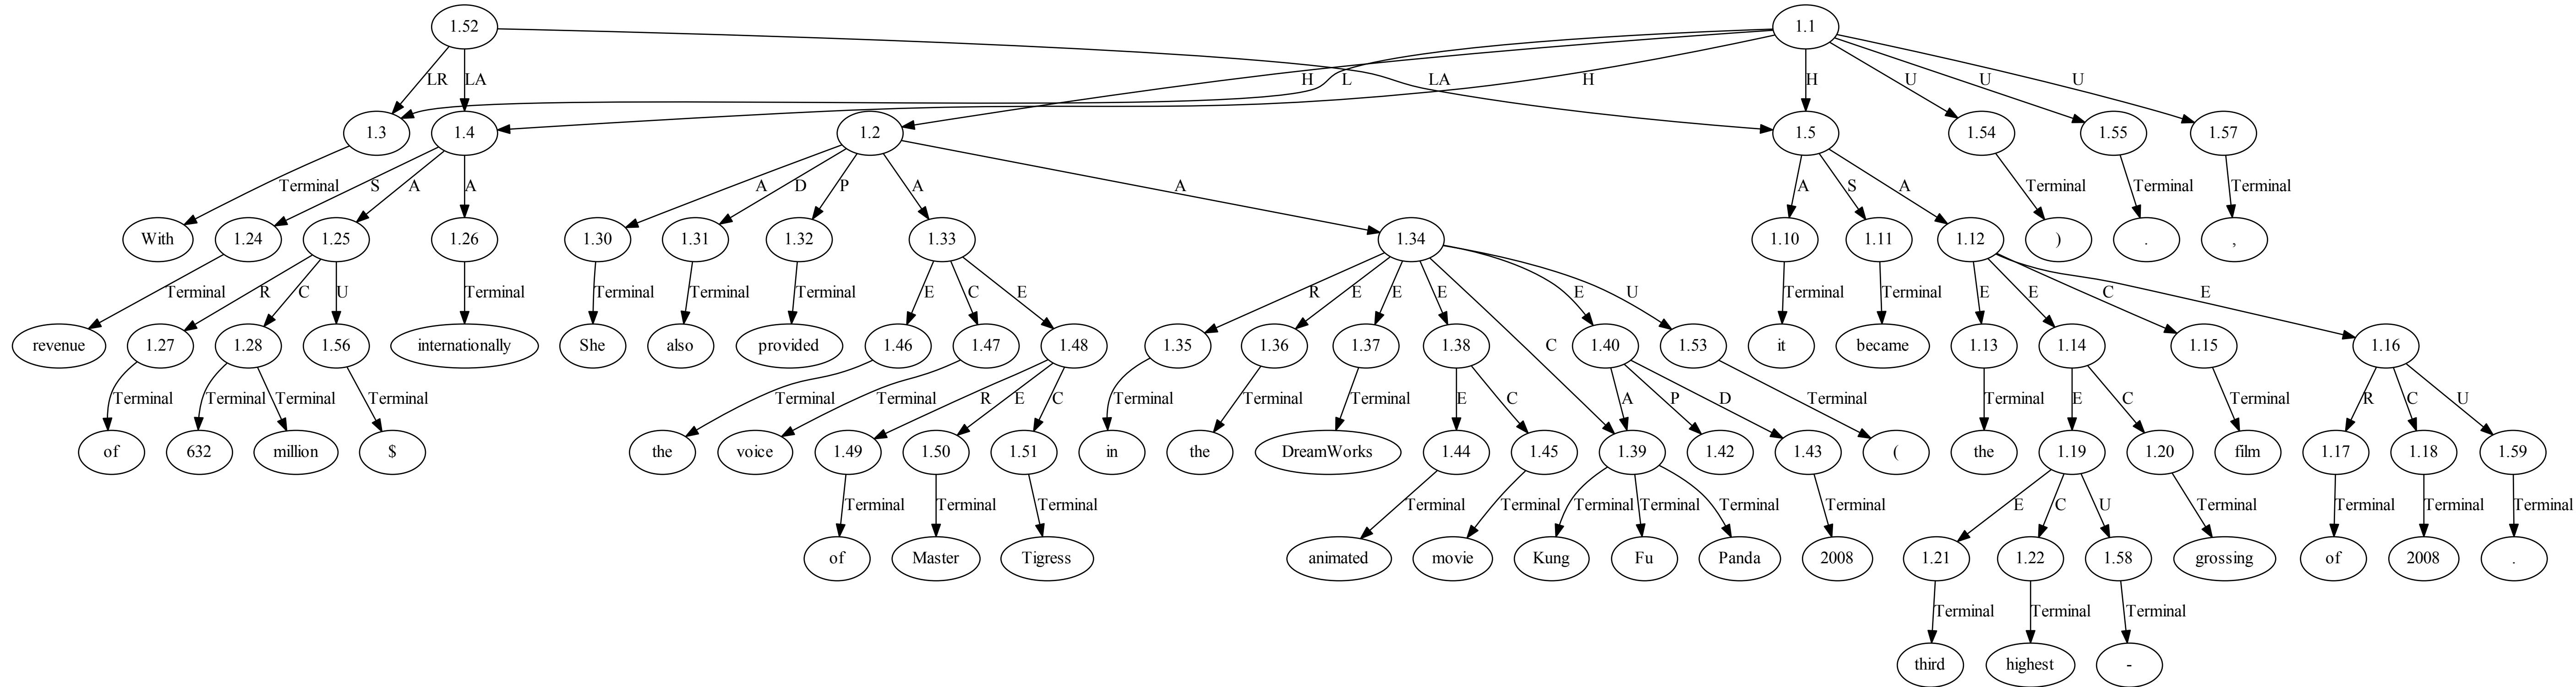 1.52 1.1
LR LA LA H L H H U U U
1.3 1.4 1.2 1.5 1.54 1.55 1.57
Terminal S A A A D P A A A S A Terminal Terminal Terminal
With 1.24 1.25 1.26 1.30 1.31 1.32 1.33 1.34 1.10 1.11 1.12 ) . ,
Terminal R C U Terminal Terminal Terminal Terminal E C E R E E E C E U Terminal Terminal E E C E
revenue 1.27 1.28 1.56 internationally She also provided 1.46 1.47 1.48 1.35 1.36 1.37 1.38 1.40 1.53 it became 1.13 1.14 1.15 1.16
Terminal Terminal Terminal Terminal Terminal Terminal R E C Terminal Terminal Terminal E C A P D Terminal Terminal E C Terminal R C U
of 632 million $ the voice 1.49 1.50 1.51 in the DreamWorks 1.44 1.45 1.39 1.42 1.43 ( the 1.19 1.20 film 1.17 1.18 1.59
Terminal Terminal Terminal Terminal Terminal Terminal Terminal Terminal Terminal E C U Terminal Terminal Terminal Terminal
of Master Tigress animated movie Kung Fu Panda 2008 1.21 1.22 1.58 grossing of 2008 .
Terminal Terminal Terminal
third highest -